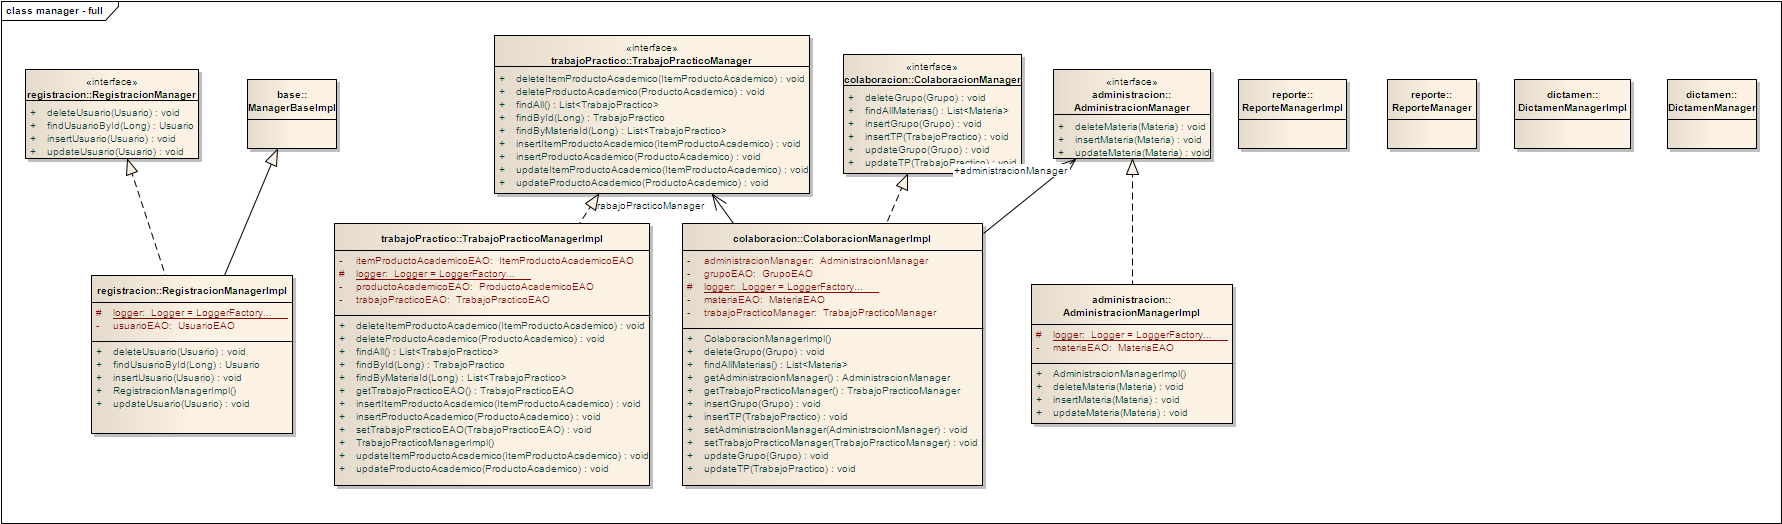 class manager - full
«interface»
registracion::RegistracionManager
+ deleteUsuario(Usuario) : void
+ findUsuarioById(Long) : Usuario
+ insertUsuario(Usuario) : void
+ updateUsuario(Usuario) : void
base::
ManagerBaseImpl
«interface»
trabajoPractico::TrabajoPracticoManager
+ deleteItemProductoAcademico(ItemProductoAcademico) : void
+ deleteProductoAcademico(ProductoAcademico) : void
+ findAll() : List<TrabajoPractico>
+ findById(Long) : TrabajoPractico
+ findByMateriaId(Long) : List<TrabajoPractico>
+ insertItemProductoAcademico(ItemProductoAcademico) : void
+ insertProductoAcademico(ProductoAcademico) : void
+ updateItemProductoAcademico(ItemProductoAcademico) : void
+ updateProductoAcademico(ProductoAcademico) : void
«interface»
colaboracion::ColaboracionManager
+ deleteGrupo(Grupo) : void
+ findAllMaterias() : List<Materia>
+ insertGrupo(Grupo) : void
+ insertTP(TrabajoPractico) : void
+ updateGrupo(Grupo) : void
+ updateTP(TrabajoPractico) : void
«interface»
administracion::
AdministracionManager
+ deleteMateria(Materia) : void
+ insertMateria(Materia) : void
+ updateMateria(Materia) : void
reporte::
ReporteManagerImpl
reporte::
ReporteManager
dictamen::
DictamenManagerImpl
dictamen::
DictamenManager
+administracionManager
trabajoPracticoManager
registracion::RegistracionManagerImpl
# logger: Logger = LoggerFactory...
- usuarioEAO: UsuarioEAO
+ deleteUsuario(Usuario) : void
+ findUsuarioById(Long) : Usuario
+ insertUsuario(Usuario) : void
+ RegistracionManagerImpl()
+ updateUsuario(Usuario) : void
trabajoPractico::TrabajoPracticoManagerImpl
- itemProductoAcademicoEAO: ItemProductoAcademicoEAO
# logger: Logger = LoggerFactory...
- productoAcademicoEAO: ProductoAcademicoEAO
- trabajoPracticoEAO: TrabajoPracticoEAO
+ deleteItemProductoAcademico(ItemProductoAcademico) : void
+ deleteProductoAcademico(ProductoAcademico) : void
+ findAll() : List<TrabajoPractico>
+ findById(Long) : TrabajoPractico
+ findByMateriaId(Long) : List<TrabajoPractico>
+ getTrabajoPracticoEAO() : TrabajoPracticoEAO
+ insertItemProductoAcademico(ItemProductoAcademico) : void
+ insertProductoAcademico(ProductoAcademico) : void
+ setTrabajoPracticoEAO(TrabajoPracticoEAO) : void
+ TrabajoPracticoManagerImpl()
+ updateItemProductoAcademico(ItemProductoAcademico) : void
+ updateProductoAcademico(ProductoAcademico) : void
colaboracion::ColaboracionManagerImpl
- administracionManager: AdministracionManager
- grupoEAO: GrupoEAO
# logger: Logger = LoggerFactory...
- materiaEAO: MateriaEAO
- trabajoPracticoManager: TrabajoPracticoManager
+ ColaboracionManagerImpl()
+ deleteGrupo(Grupo) : void
+ findAllMaterias() : List<Materia>
+ getAdministracionManager() : AdministracionManager
+ getTrabajoPracticoManager() : TrabajoPracticoManager
+ insertGrupo(Grupo) : void
+ insertTP(TrabajoPractico) : void
+ setAdministracionManager(AdministracionManager) : void
+ setTrabajoPracticoManager(TrabajoPracticoManager) : void
+ updateGrupo(Grupo) : void
+ updateTP(TrabajoPractico) : void
administracion::
AdministracionManagerImpl
# logger: Logger = LoggerFactory...
- materiaEAO: MateriaEAO
+ AdministracionManagerImpl()
+ deleteMateria(Materia) : void
+ insertMateria(Materia) : void
+ updateMateria(Materia) : void